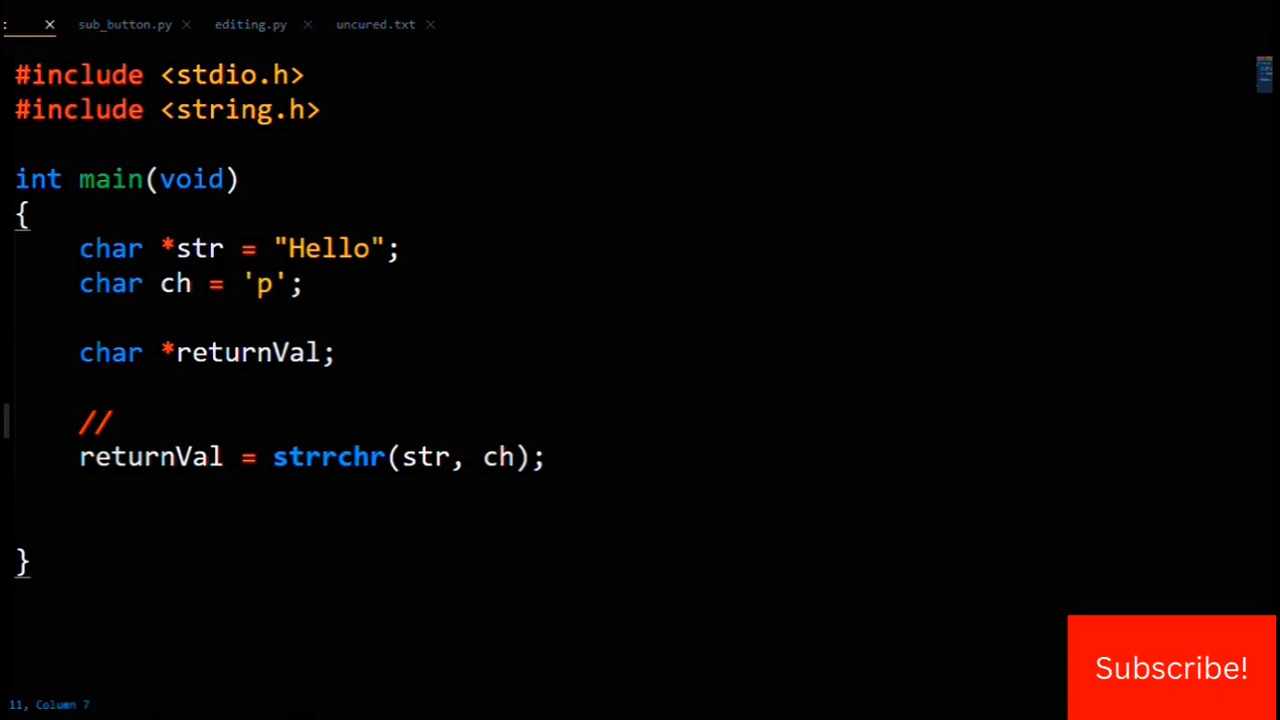 :
sub_button.py
editing.py
uncured.txt
#include <stdio.h>
#include <string.h>
int main(void)
{
char *str = "Hello";
char ch = 'p';
char *returnVal;
//
returnVal = strrchr(str, ch);
}
Subscribe!
11, Column 7